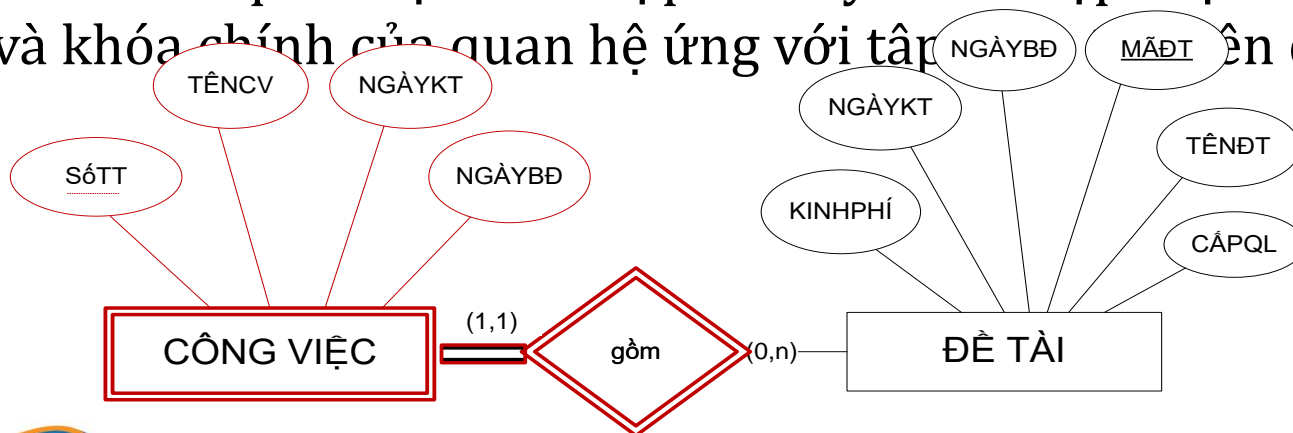 và khóa chính của quan hệ ứng với tập
TÊNCV
NGÀYKT
NGÀYBĐ
MÃĐT
NGÀYKT
SốTT
NGÀYBĐ
TÊNĐT
KINHPHÍ
CẤPQL
CÔNG VIỆC
(1,1)
gồm
(0,n)
ĐỀ TÀI